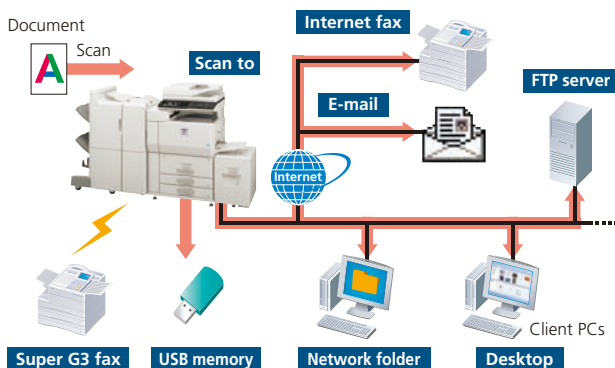 Document
Scan
A
Scan to
Internet fax
E-mail
FTP server
Internet
Super G3 fax
USB memory
Network folder
Client PCs
Desktop